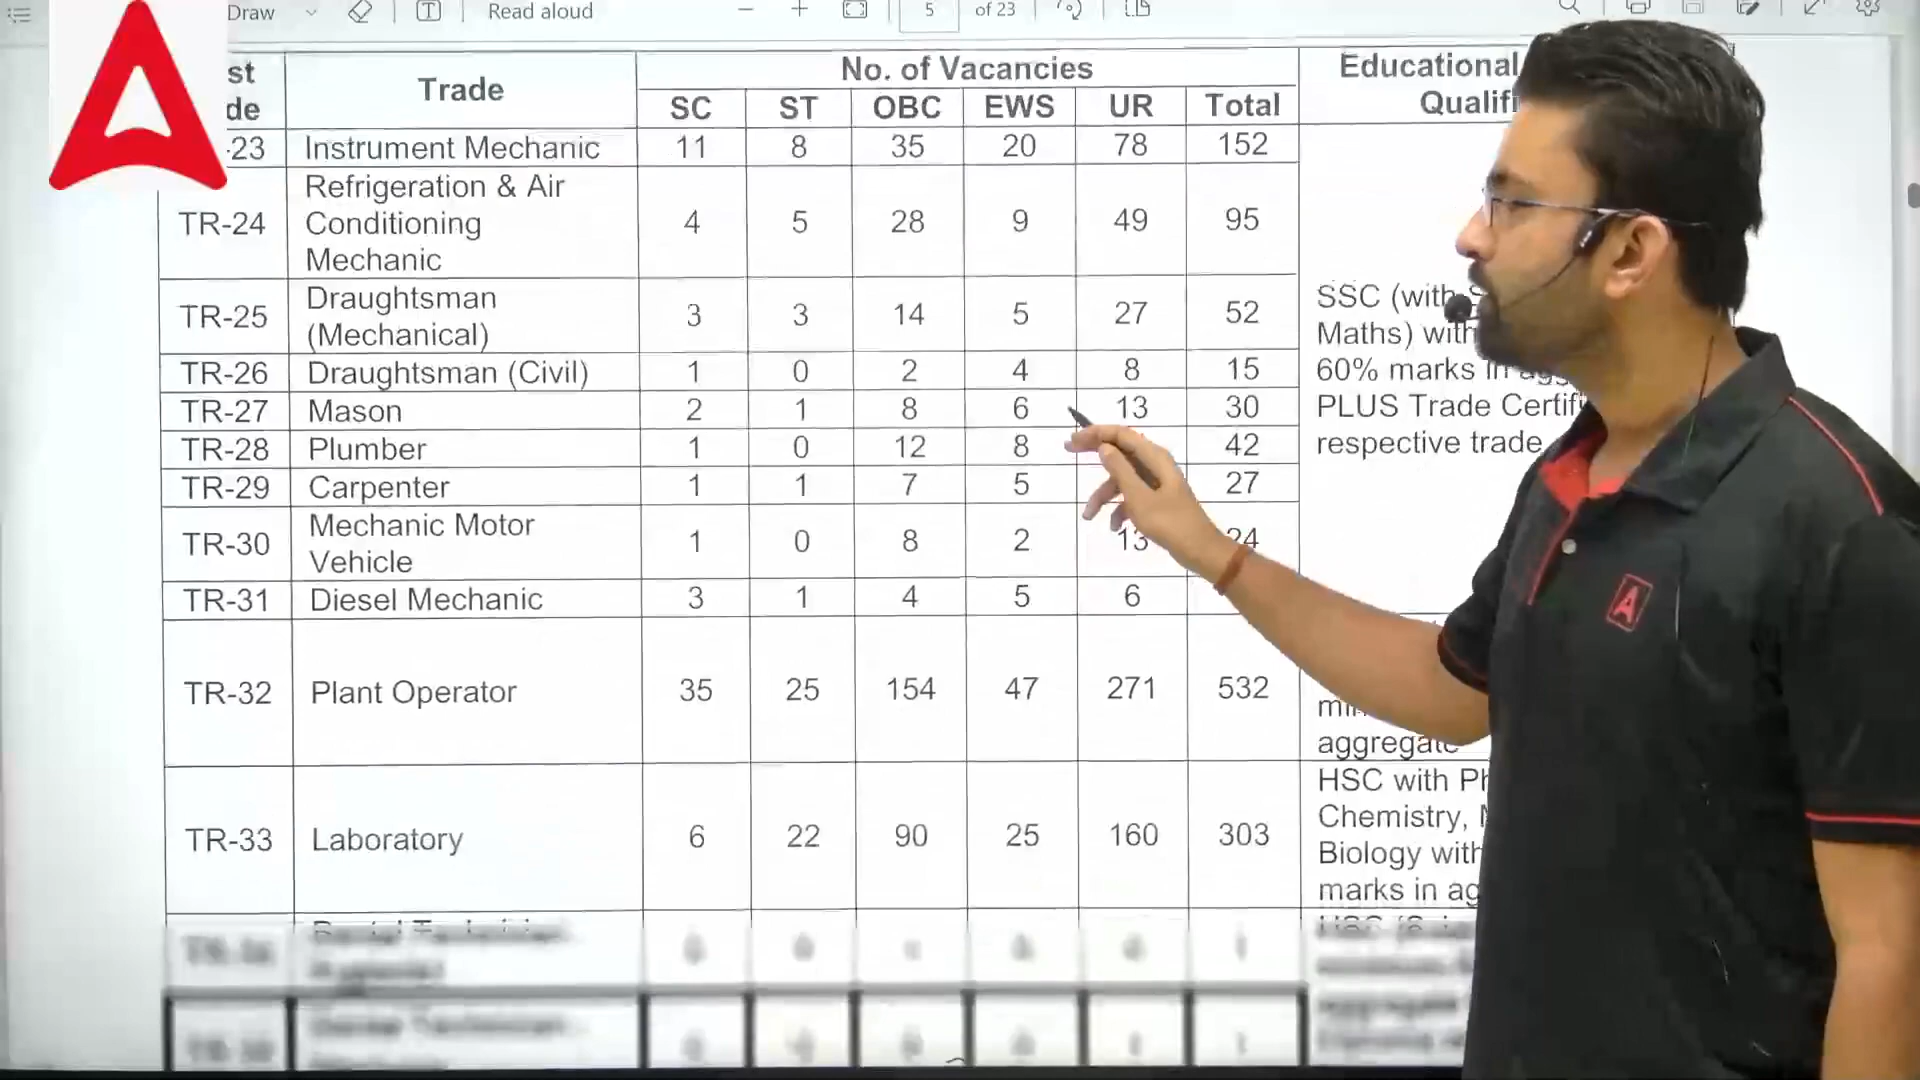 Draw
Read aloud
5
of 23
st
de
Trade
No. of Vacancies
SC ST OBC EWS UR Total
Educational
Qualifi
-23 Instrument Mechanic 11 8 35 20 78 152
TR-24 Refrigeration & Air
Conditioning
Mechanic 4 5 28 9 49 95
TR-25 Draughtsman
(Mechanical) 3 3 14 5 27 52
TR-26 Draughtsman (Civil) 1 0 2 4 8 15
TR-27 Mason 2 1 8 6 13 30
TR-28 Plumber 1 0 12 8 42
TR-29 Carpenter 1 1 7 5 27
TR-30 Mechanic Motor
Vehicle 1 0 8 2 13 24
TR-31 Diesel Mechanic 3 1 4 5 6
SSC (with
Maths) with
60% marks in
PLUS Trade Certif
respective trade
TR-32 Plant Operator 35 25 154 47 271 532
aggregate
TR-33 Laboratory 6 22 90 25 160 303
HSC with Ph
Chemistry,
Biology with
marks in ag